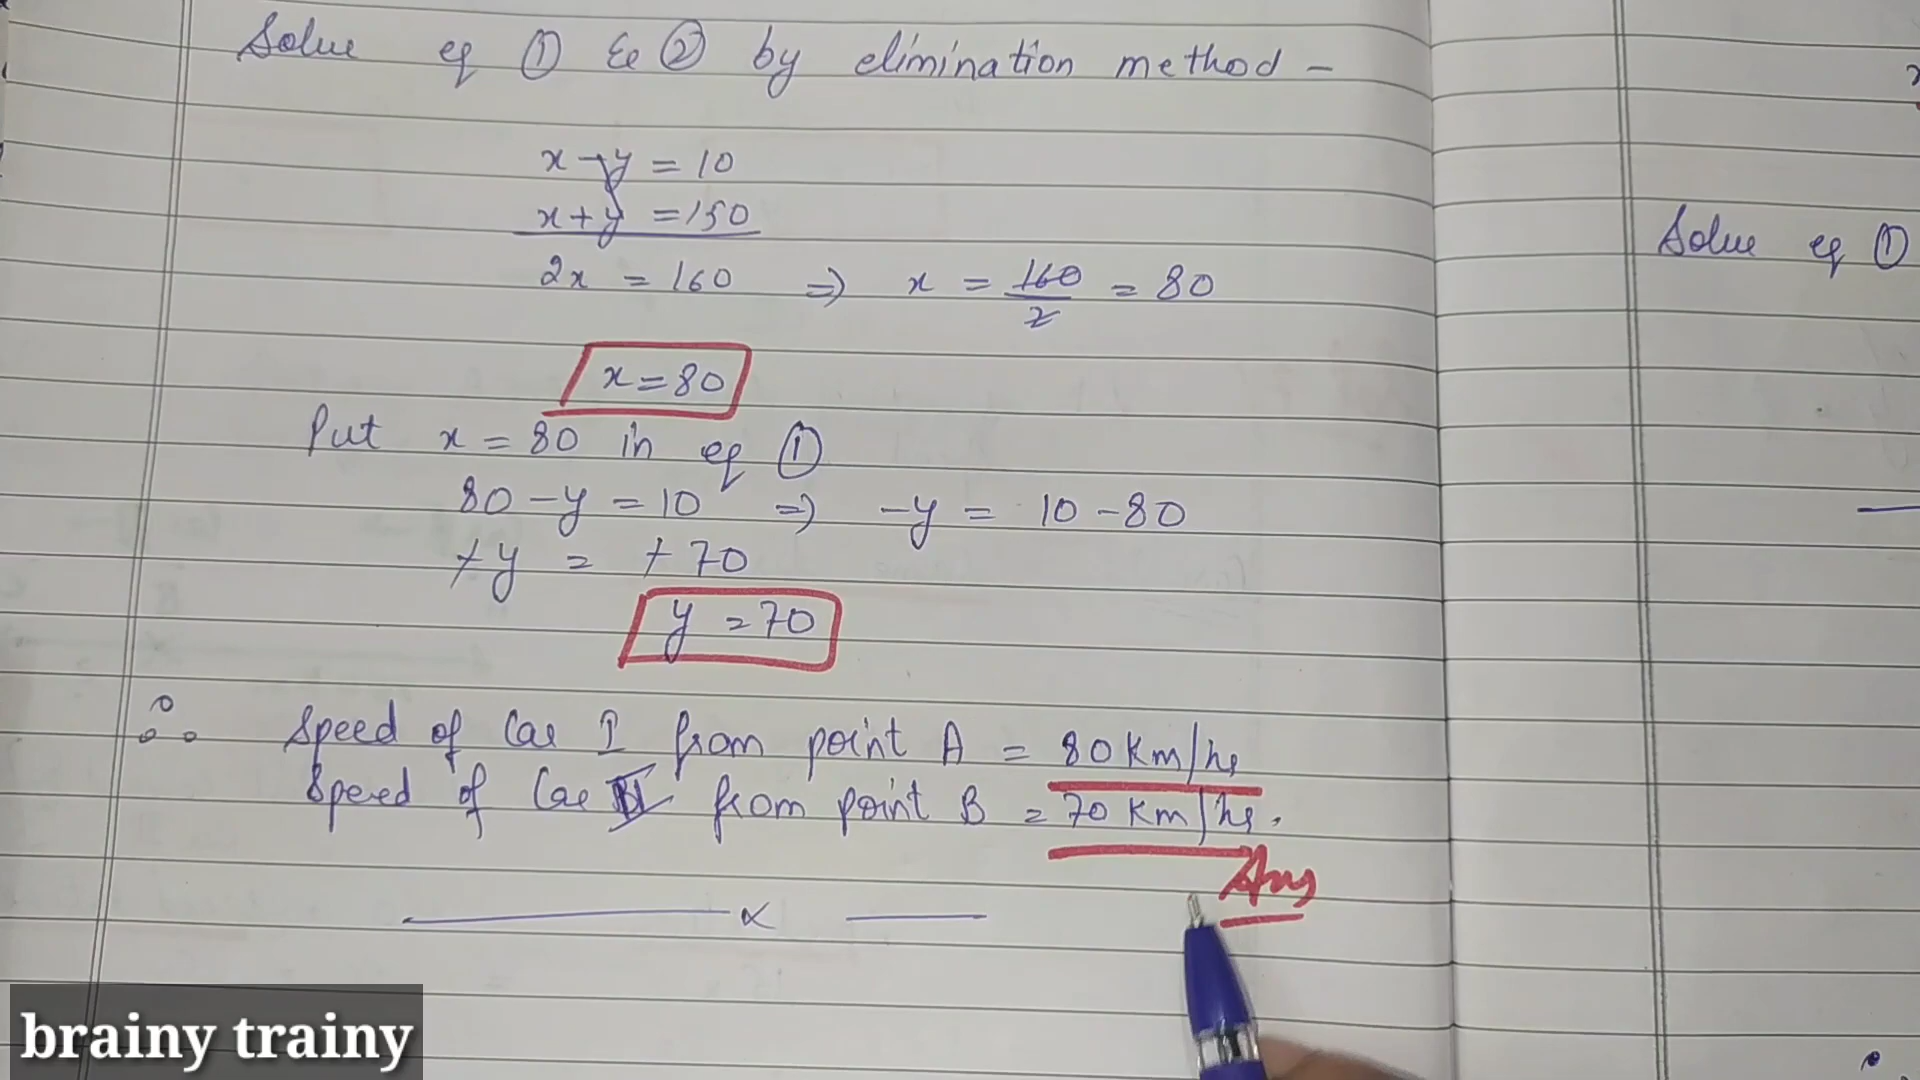 Solve eq ① & ② by elimination method -
x - y = 10
x + y = 150
2x = 160 ⇒ x = 160/2 = 80
x = 80
Put x = 80 in eq ①
80 - y = 10 ⇒ -y = 10 - 80
+y = +70
y = 70
∴ Speed of Car I from point A = 80 Km/hr
Speed of Car II from point B = 70 Km/hr.
Ans
Solve eq ①
brainy trainy